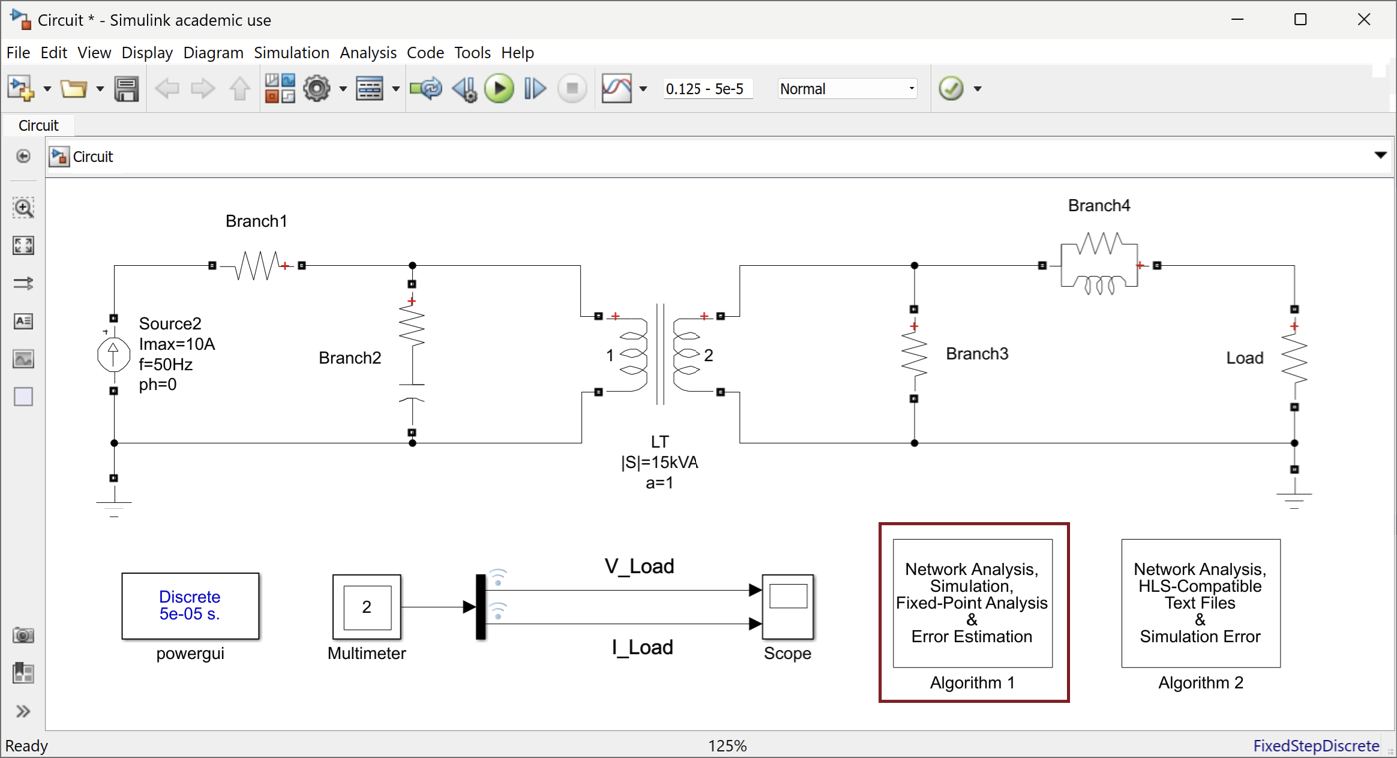 Circuit * - Simulink academic use
File Edit View Display Diagram Simulation Analysis Code Tools Help
0.125 - 5e-5
Normal
Circuit
Circuit
Branch1
Branch4
Source2
Imax=10A
f=50Hz
ph=0
Branch2
1
2
Branch3
Load
LT
|S|=15kVA
a=1
Discrete
5e-05 s.
powergui
2
Multimeter
V_Load
I_Load
Scope
Network Analysis,
Simulation,
Fixed-Point Analysis
&
Error Estimation
Algorithm 1
Network Analysis,
HLS-Compatible
Text Files
&
Simulation Error
Algorithm 2
Ready
125%
FixedStepDiscrete